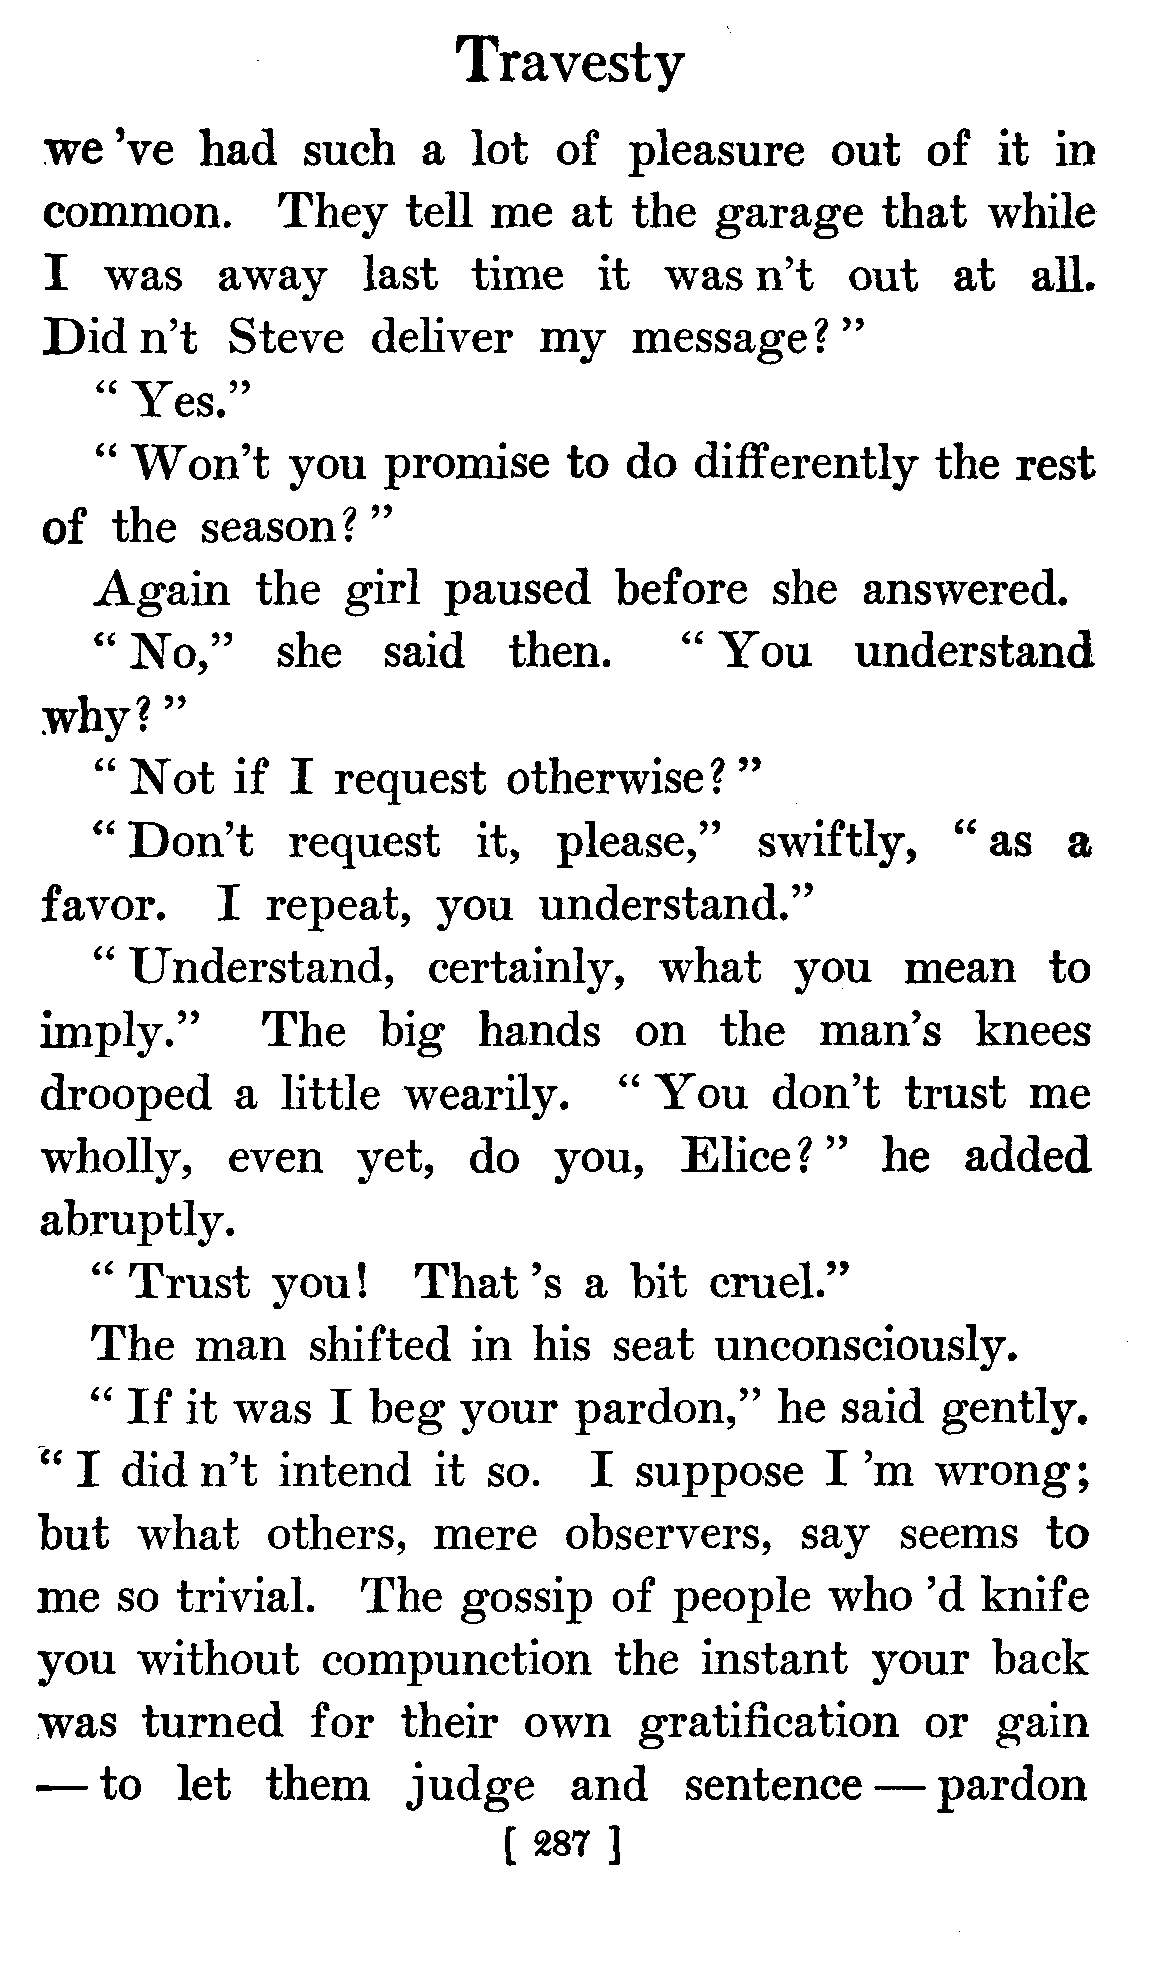 Travesty
we 've had such a lot of pleasure out of it in
common. They tell me at the garage that while
I was away last time it was n't out at all.
Did n't Steve deliver my message?"
"Yes."
"Won't you promise to do differently the rest
of the season?"
Again the girl paused before she answered.
"No," she said then. "You understand
why?"
"Not if I request otherwise?"
"Don't request it, please," swiftly, "as a
favor. I repeat, you understand."
"Understand, certainly, what you mean to
imply." The big hands on the man's knees
drooped a little wearily. "You don't trust me
wholly, even yet, do you, Elice?" he added
abruptly.
"Trust you! That 's a bit cruel."
The man shifted in his seat unconsciously.
"If it was I beg your pardon," he said gently.
"I did n't intend it so. I suppose I 'm wrong;
but what others, mere observers, say seems to
me so trivial. The gossip of people who 'd knife
you without compunction the instant your back
was turned for their own gratification or gain
— to let them judge and sentence — pardon
[ 287 ]